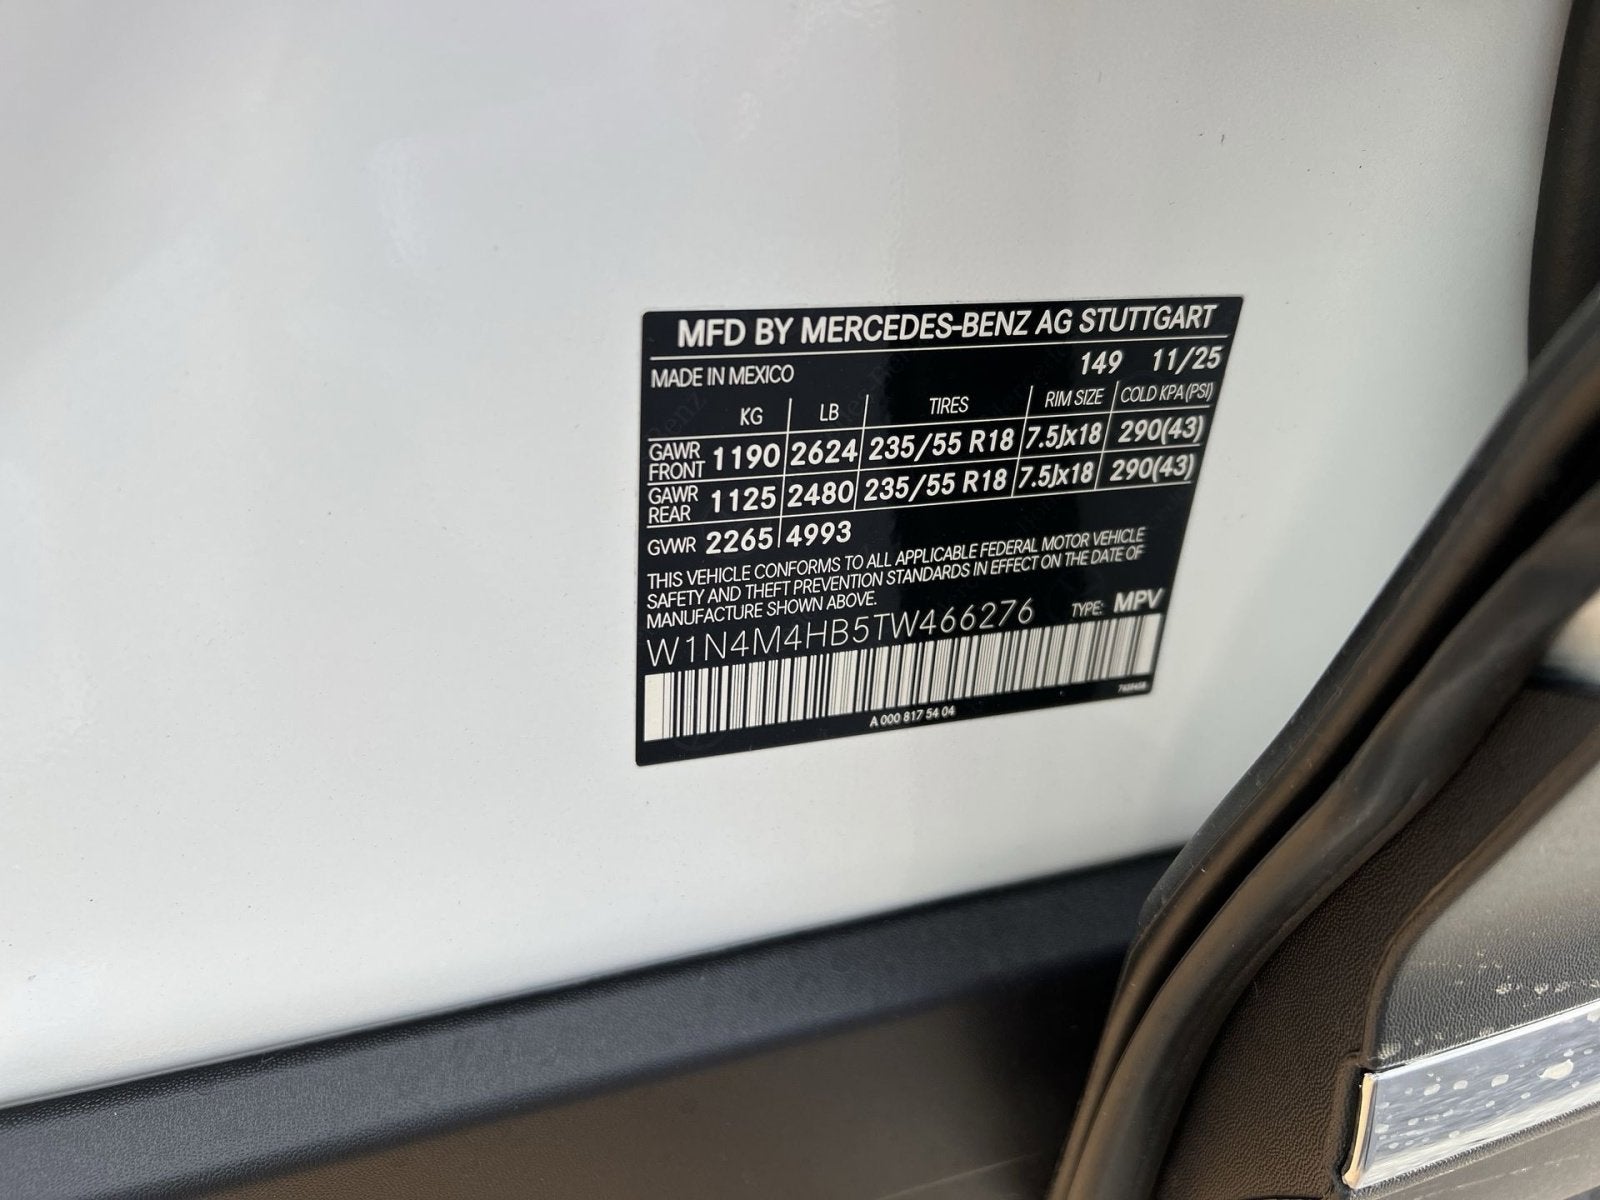 MFD BY MERCEDES-BENZ AG STUTTGART
MADE IN MEXICO 149 11/25
KG LB TIRES RIM SIZE COLD KPA (PSI)
GAWR FRONT 1190 2624 235/55 R18 7.5Jx18 290(43)
GAWR REAR 1125 2480 235/55 R18 7.5Jx18 290(43)
GVWR 2265 4993
THIS VEHICLE CONFORMS TO ALL APPLICABLE FEDERAL MOTOR VEHICLE
SAFETY AND THEFT PREVENTION STANDARDS IN EFFECT ON THE DATE OF
MANUFACTURE SHOWN ABOVE.
W1N4M4HB5TW466276 TYPE: MPV
A 000 817 54 04